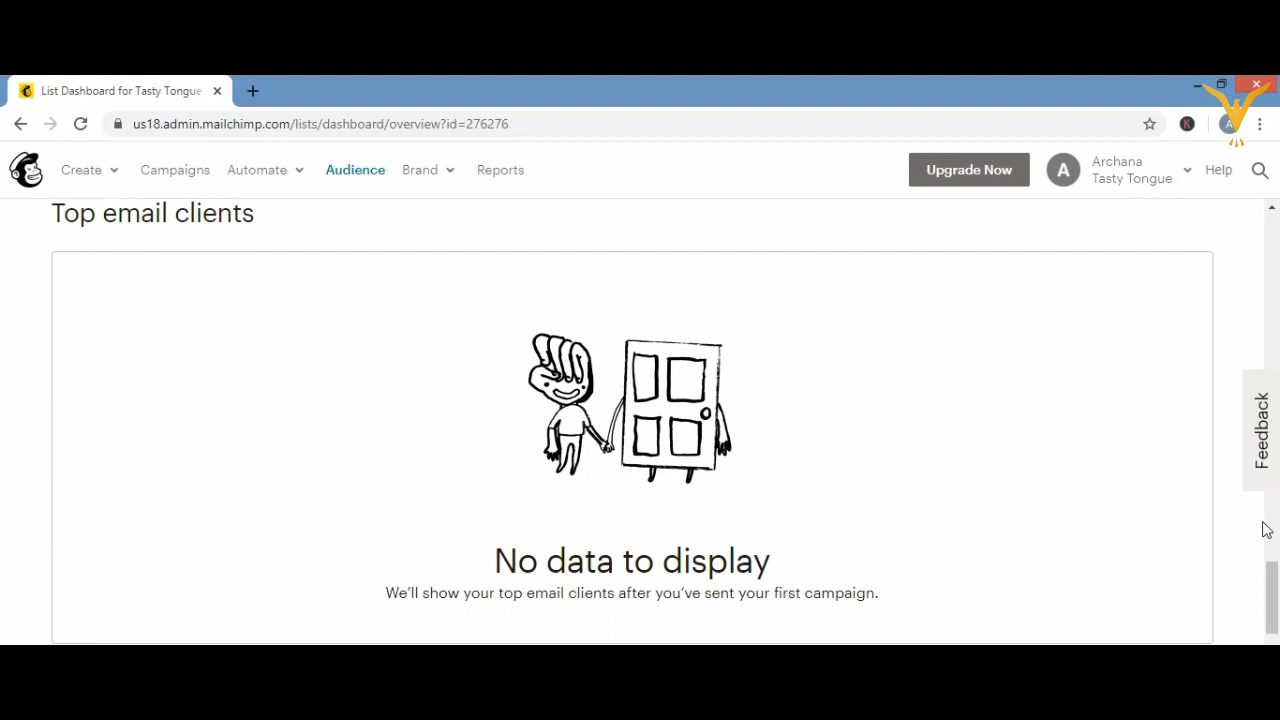 List Dashboard for Tasty Tongue
us18.admin.mailchimp.com/lists/dashboard/overview?id=276276
K
A
Create
Campaigns
Automate
Audience
Brand
Reports
Upgrade Now
A
Archana
Tasty Tongue
Help
Top email clients
Feedback
No data to display
We'll show your top email clients after you've sent your first campaign.